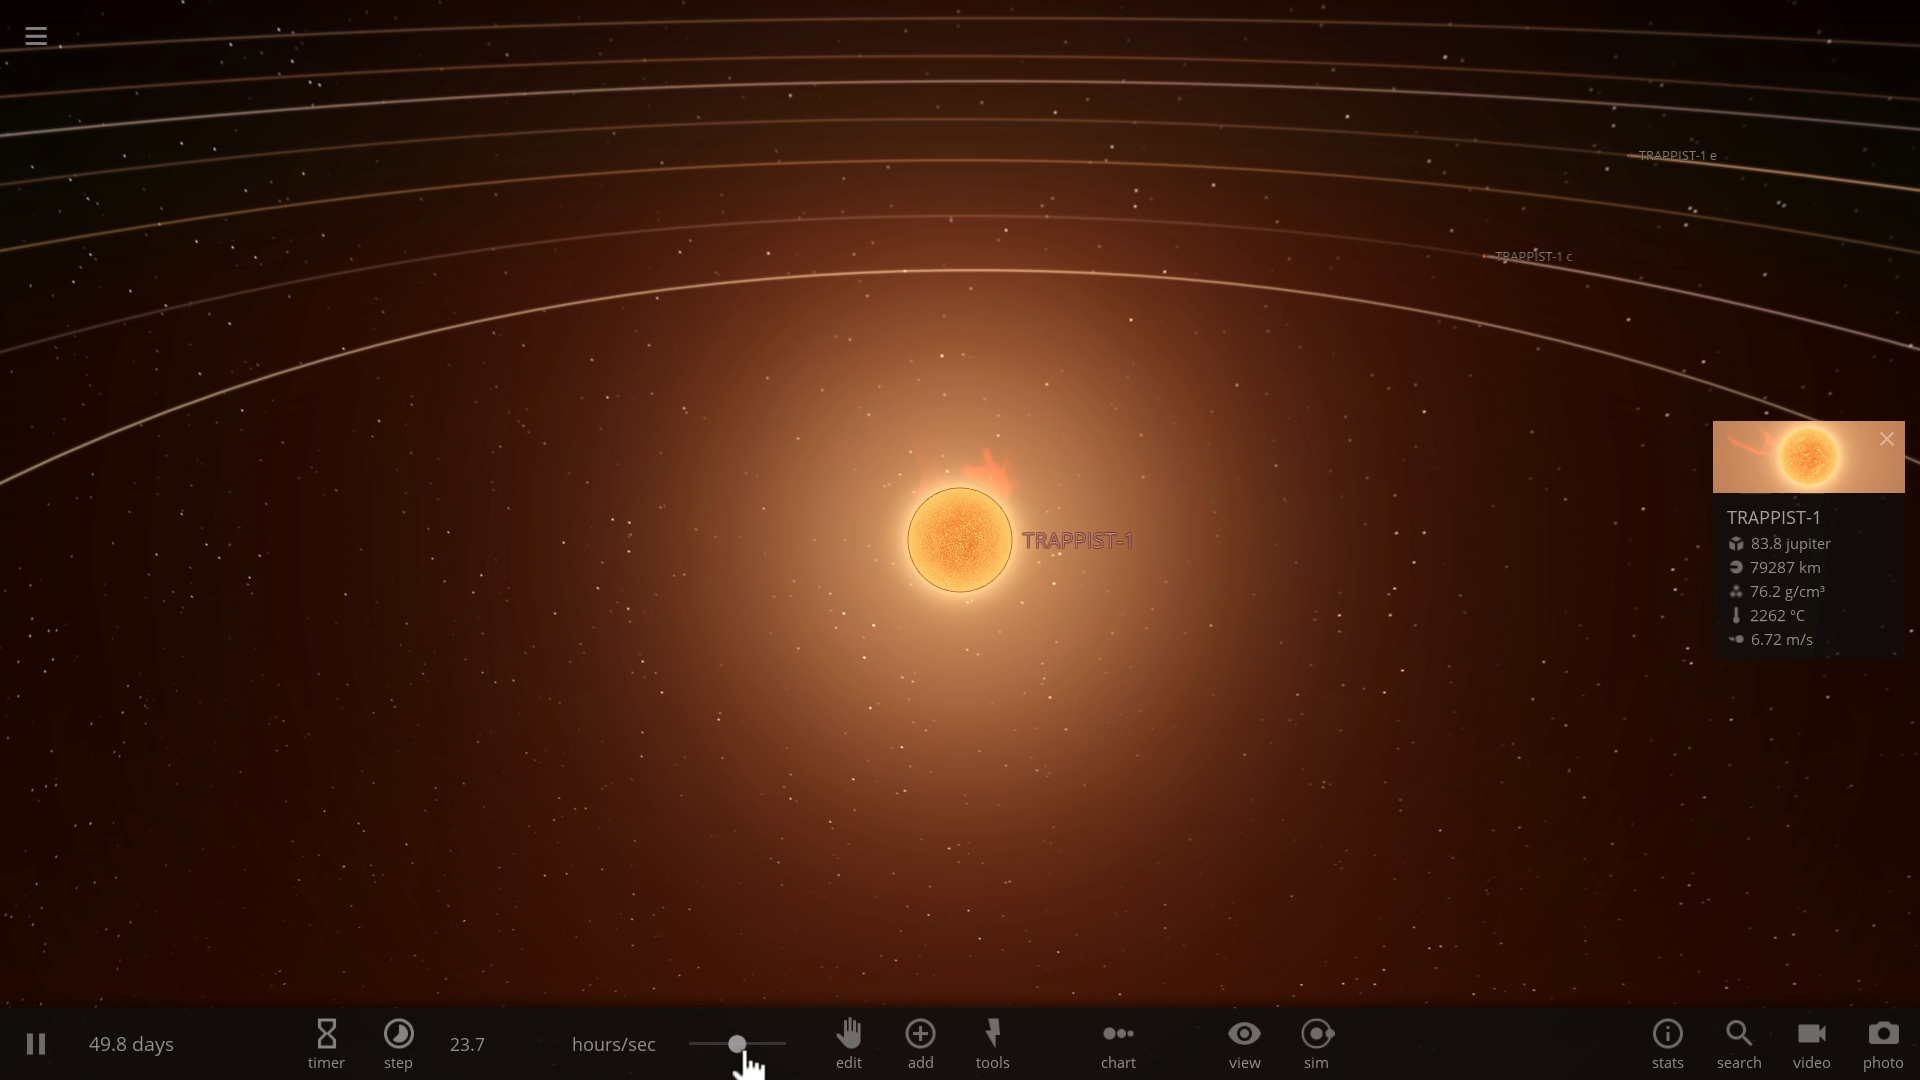 TRAPPIST-1 e
TRAPPIST-1 c
TRAPPIST-1
TRAPPIST-1
83.8 jupiter
79287 km
76.2 g/cm³
2262 °C
6.72 m/s
49.8 days
timer
step
23.7
hours/sec
edit
add
tools
chart
view
sim
stats
search
video
photo